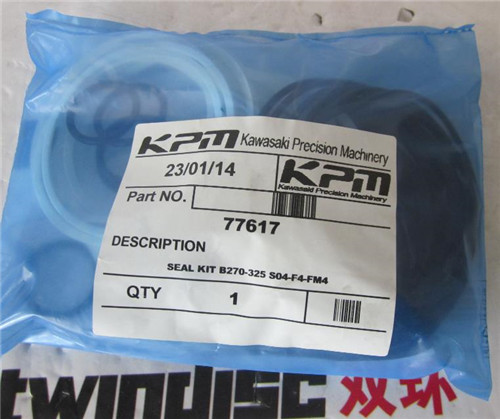 KPM Kawasaki Precision Machinery
23/01/14
KPM
Kawasaki Precision Machinery
Part NO.
77617
DESCRIPTION
SEAL KIT B270-325 S04-F4-FM4
QTY 1
twindisc 双环